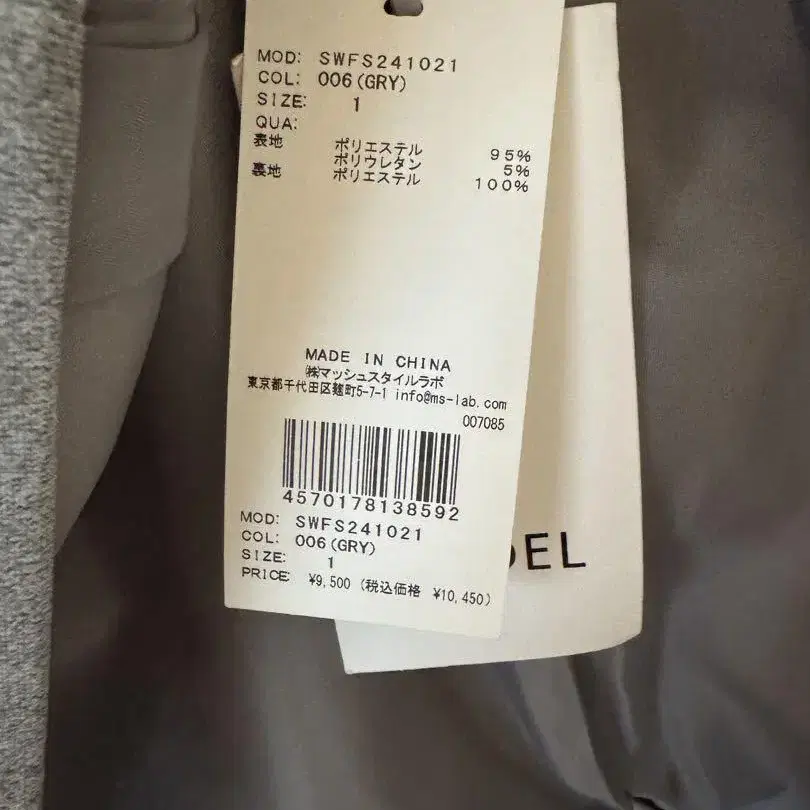 MOD: SWFS241021
COL: 006(GRY)
SIZE: 1
QUA:
表地 ポリエステル 95%
ポリウレタン 5%
裏地 ポリエステル 100%
MADE IN CHINA
㈱マッシュスタイルラボ
東京都千代田区麹町5-7-1 info@ms-lab.com
007085
4570178138592
MOD: SWFS241021
COL: 006(GRY)
SIZE: 1
PRICE: ¥9,500 (税込価格 ¥10,450)
DEL